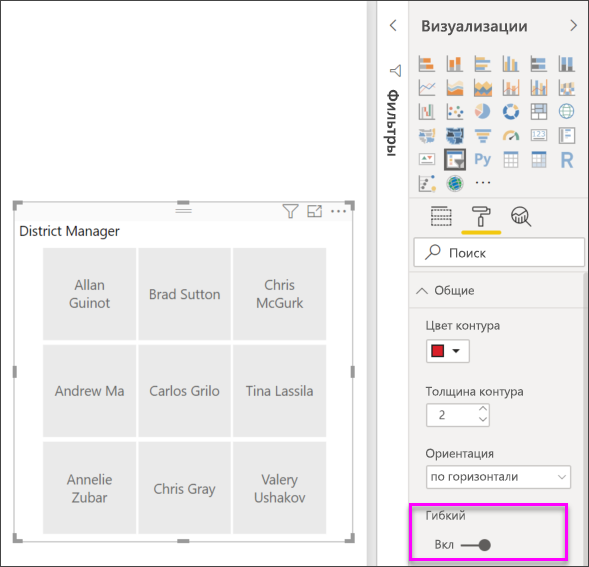 Визуализации
Фильтры
123
Py
R
Поиск
Общие
Цвет контура
Толщина контура
2
Ориентация
по горизонтали
Гибкий
Вкл
District Manager
Allan
Guinot
Brad Sutton
Chris
McGurk
Andrew Ma
Carlos Grilo
Tina Lassila
Annelie
Zubar
Chris Gray
Valery
Ushakov